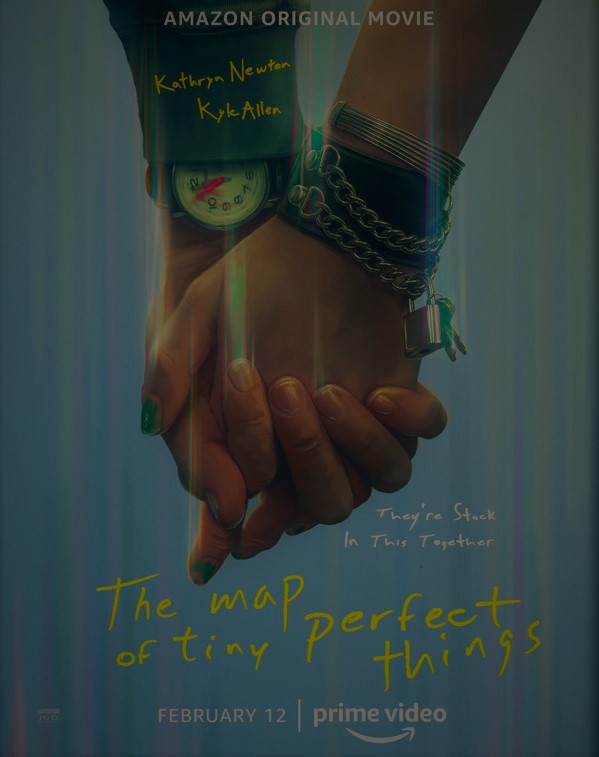 AMAZON ORIGINAL MOVIE
Kathryn Newton
Kyle Allen
They're Stuck
In This Together
The map perfect
of tiny things
FEBRUARY 12 | prime video